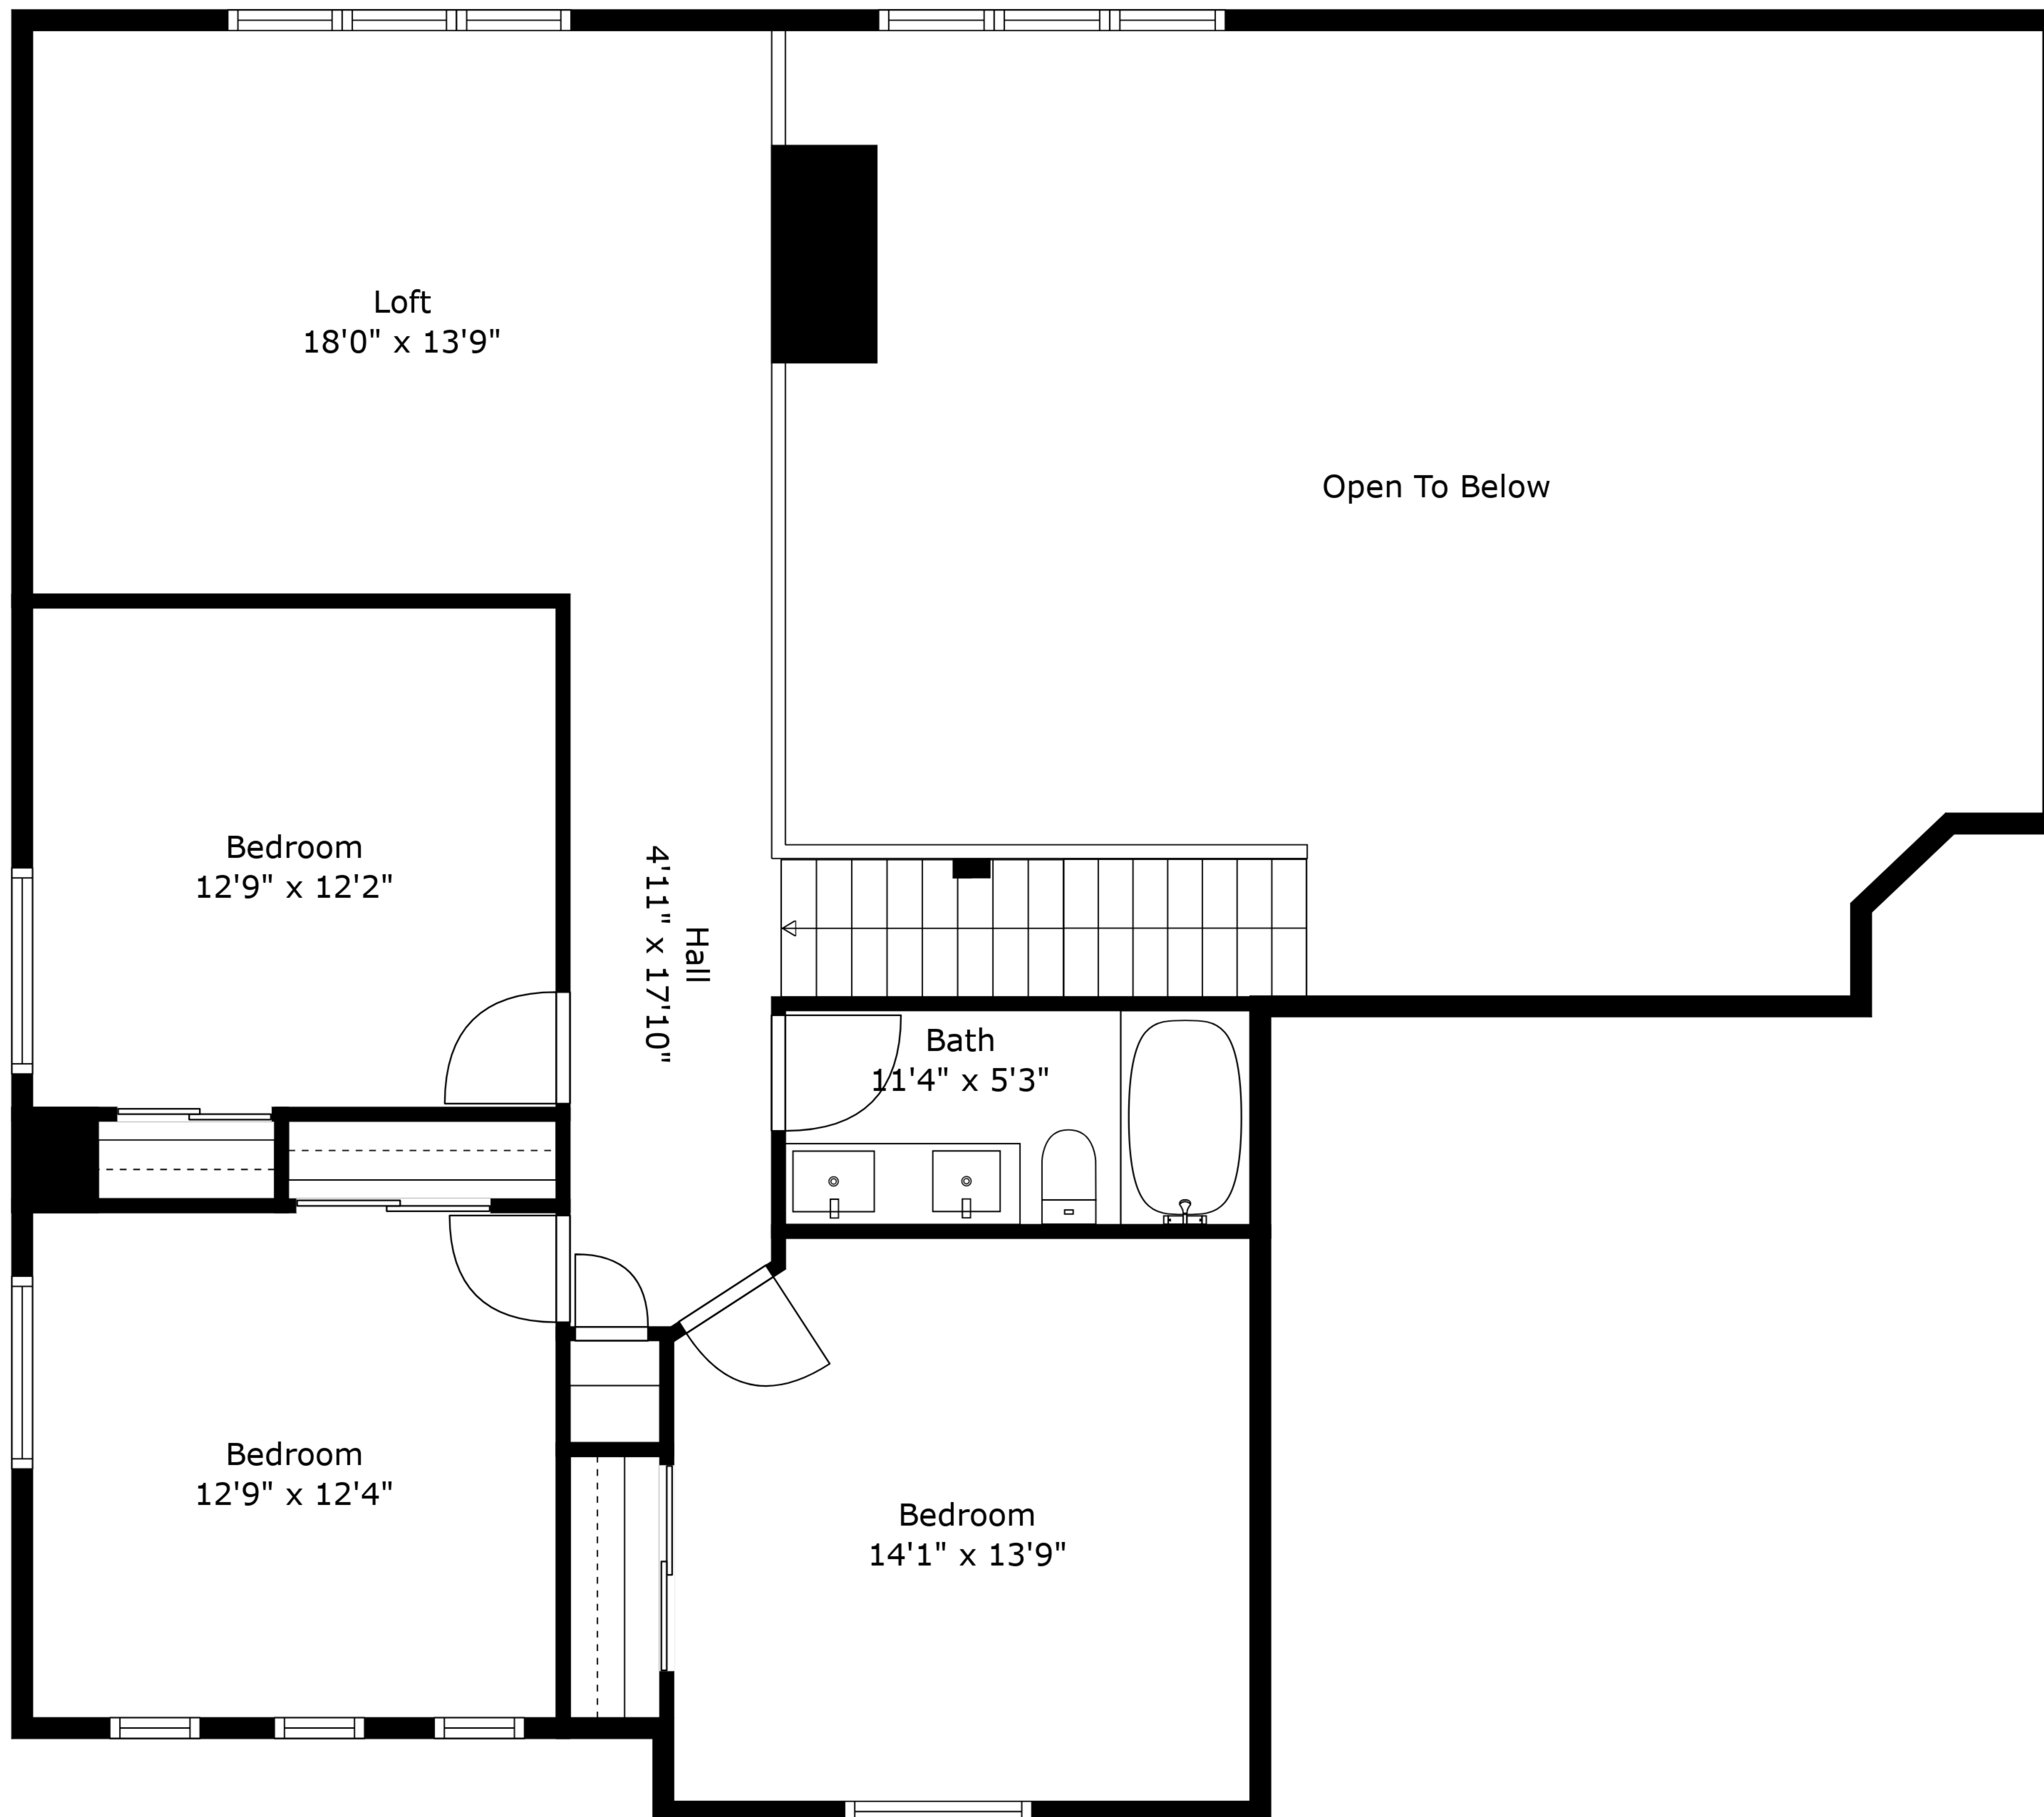 Loft
18'0" x 13'9"
Open To Below
Bedroom
12'9" x 12'2"
Hall
4'11" x 17'10"
Bath
11'4" x 5'3"
Bedroom
12'9" x 12'4"
Bedroom
14'1" x 13'9"